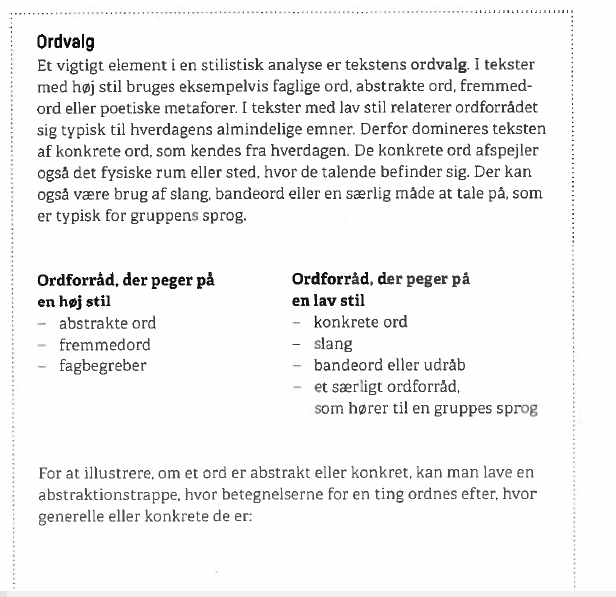 Ordvalg
Et vigtigt element i en stilistisk analyse er tekstens ordvalg. I tekster
med høj stil bruges eksempelvis faglige ord, abstrakte ord, fremmed-
ord eller poetiske metaforer. I tekster med lav stil relaterer ordforrådet
sig typisk til hverdagens almindelige emner. Derfor domineres teksten
af konkrete ord, som kendes fra hverdagen. De konkrete ord afspejler
også det fysiske rum eller sted, hvor de talende befinder sig. Der kan
også være brug af slang, bandeord eller en særlig måde at tale på, som
er typisk for gruppens sprog.
Ordforråd, der peger på
en høj stil
– abstrakte ord
– fremmedord
– fagbegreber
Ordforråd, der peger på
en lav stil
– konkrete ord
– slang
– bandeord eller udråb
– et særligt ordforråd,
som hører til en gruppes sprog
For at illustrere, om et ord er abstrakt eller konkret, kan man lave en
abstraktionstrappe, hvor betegnelserne for en ting ordnes efter, hvor
generelle eller konkrete de er: